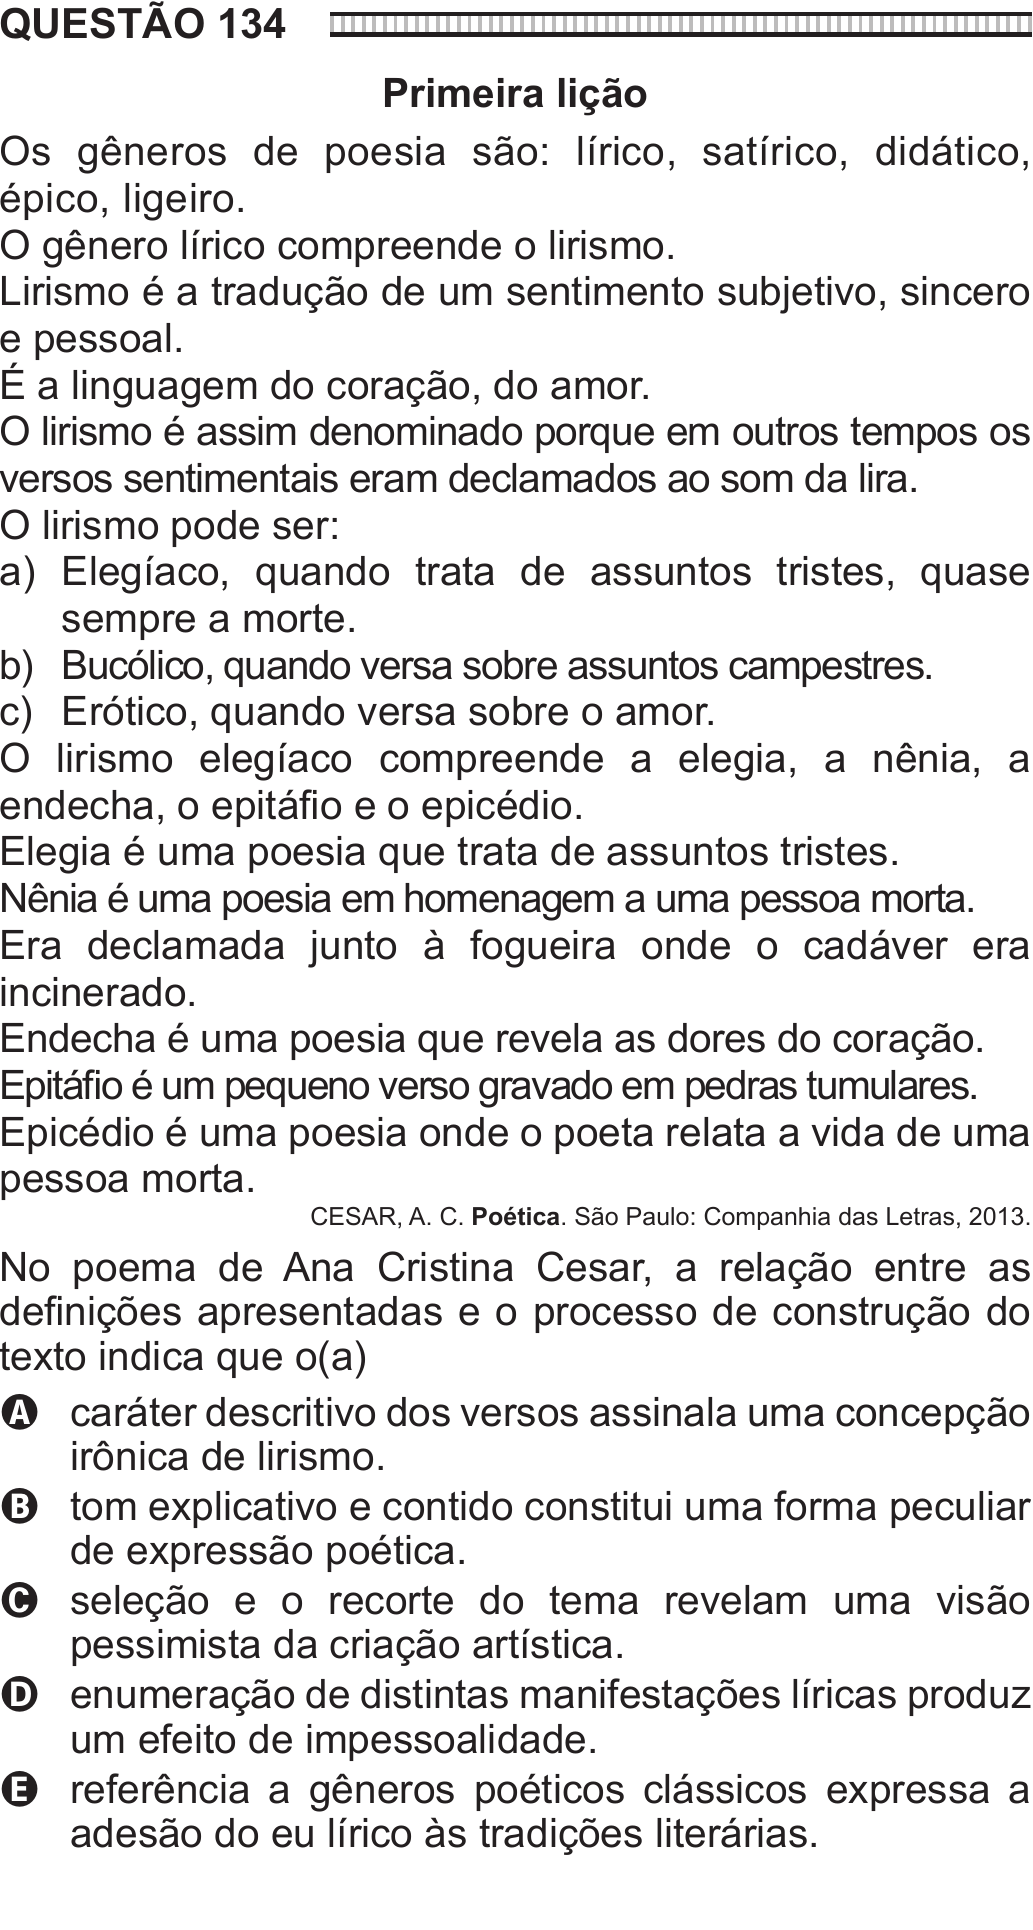 QUESTÃO 134
Primeira lição
Os gêneros de poesia são: lírico, satírico, didático,
épico, ligeiro.
O gênero lírico compreende o lirismo.
Lirismo é a tradução de um sentimento subjetivo, sincero
e pessoal.
É a linguagem do coração, do amor.
O lirismo é assim denominado porque em outros tempos os
versos sentimentais eram declamados ao som da lira.
O lirismo pode ser:
a) Elegíaco, quando trata de assuntos tristes, quase
sempre a morte.
b) Bucólico, quando versa sobre assuntos campestres.
c) Erótico, quando versa sobre o amor.
O lirismo elegíaco compreende a elegia, a nênia, a
endecha, o epitáfio e o epicédio.
Elegia é uma poesia que trata de assuntos tristes.
Nênia é uma poesia em homenagem a uma pessoa morta.
Era declamada junto à fogueira onde o cadáver era
incinerado.
Endecha é uma poesia que revela as dores do coração.
Epitáfio é um pequeno verso gravado em pedras tumulares.
Epicédio é uma poesia onde o poeta relata a vida de uma
pessoa morta.
CESAR, A. C. Poética. São Paulo: Companhia das Letras, 2013.
No poema de Ana Cristina Cesar, a relação entre as
definições apresentadas e o processo de construção do
texto indica que o(a)
A caráter descritivo dos versos assinala uma concepção
irônica de lirismo.
B tom explicativo e contido constitui uma forma peculiar
de expressão poética.
C seleção e o recorte do tema revelam uma visão
pessimista da criação artística.
D enumeração de distintas manifestações líricas produz
um efeito de impessoalidade.
E referência a gêneros poéticos clássicos expressa a
adesão do eu lírico às tradições literárias.